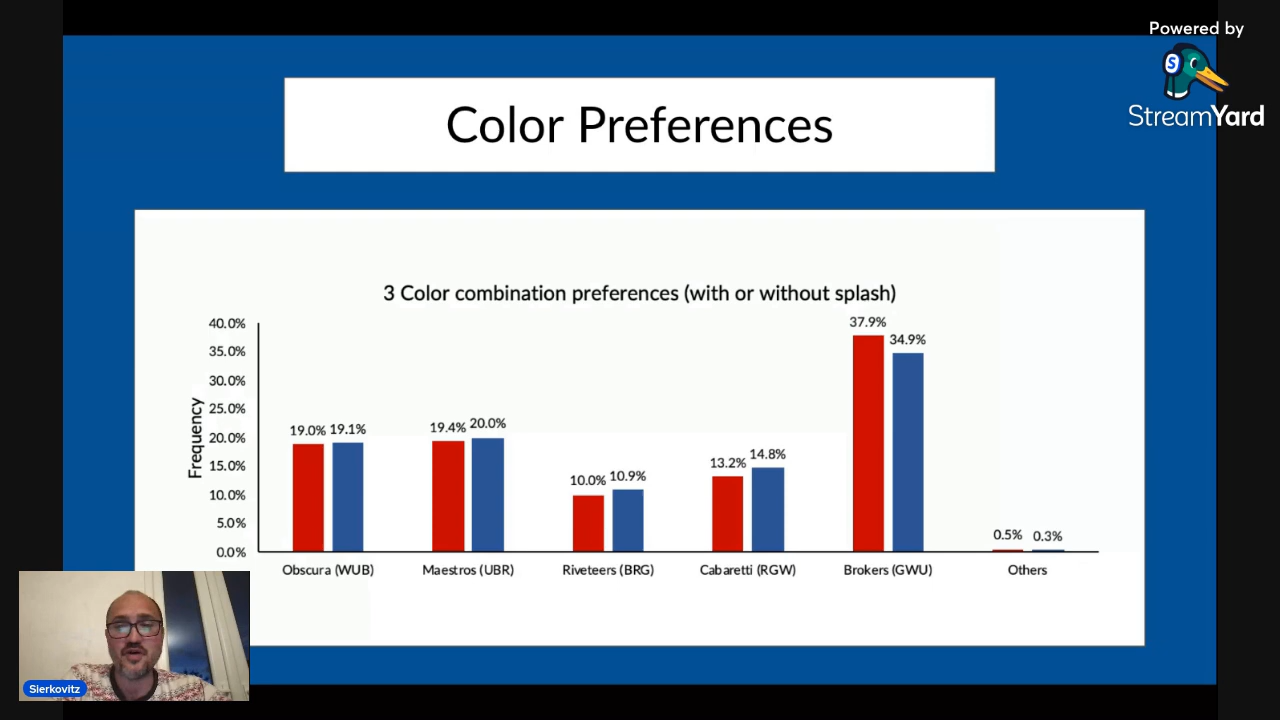 Powered by
StreamYard
Color Preferences
3 Color combination preferences (with or without splash)
Frequency
40.0%
35.0%
30.0%
25.0%
20.0%
15.0%
10.0%
5.0%
0.0%
19.0% 19.1%
19.4% 20.0%
10.0% 10.9%
13.2% 14.8%
37.9% 34.9%
0.5% 0.3%
Obscura (WUB) Maestros (UBR) Riveteers (BRG) Cabaretti (RGW) Brokers (GWU) Others
Sierkovitz